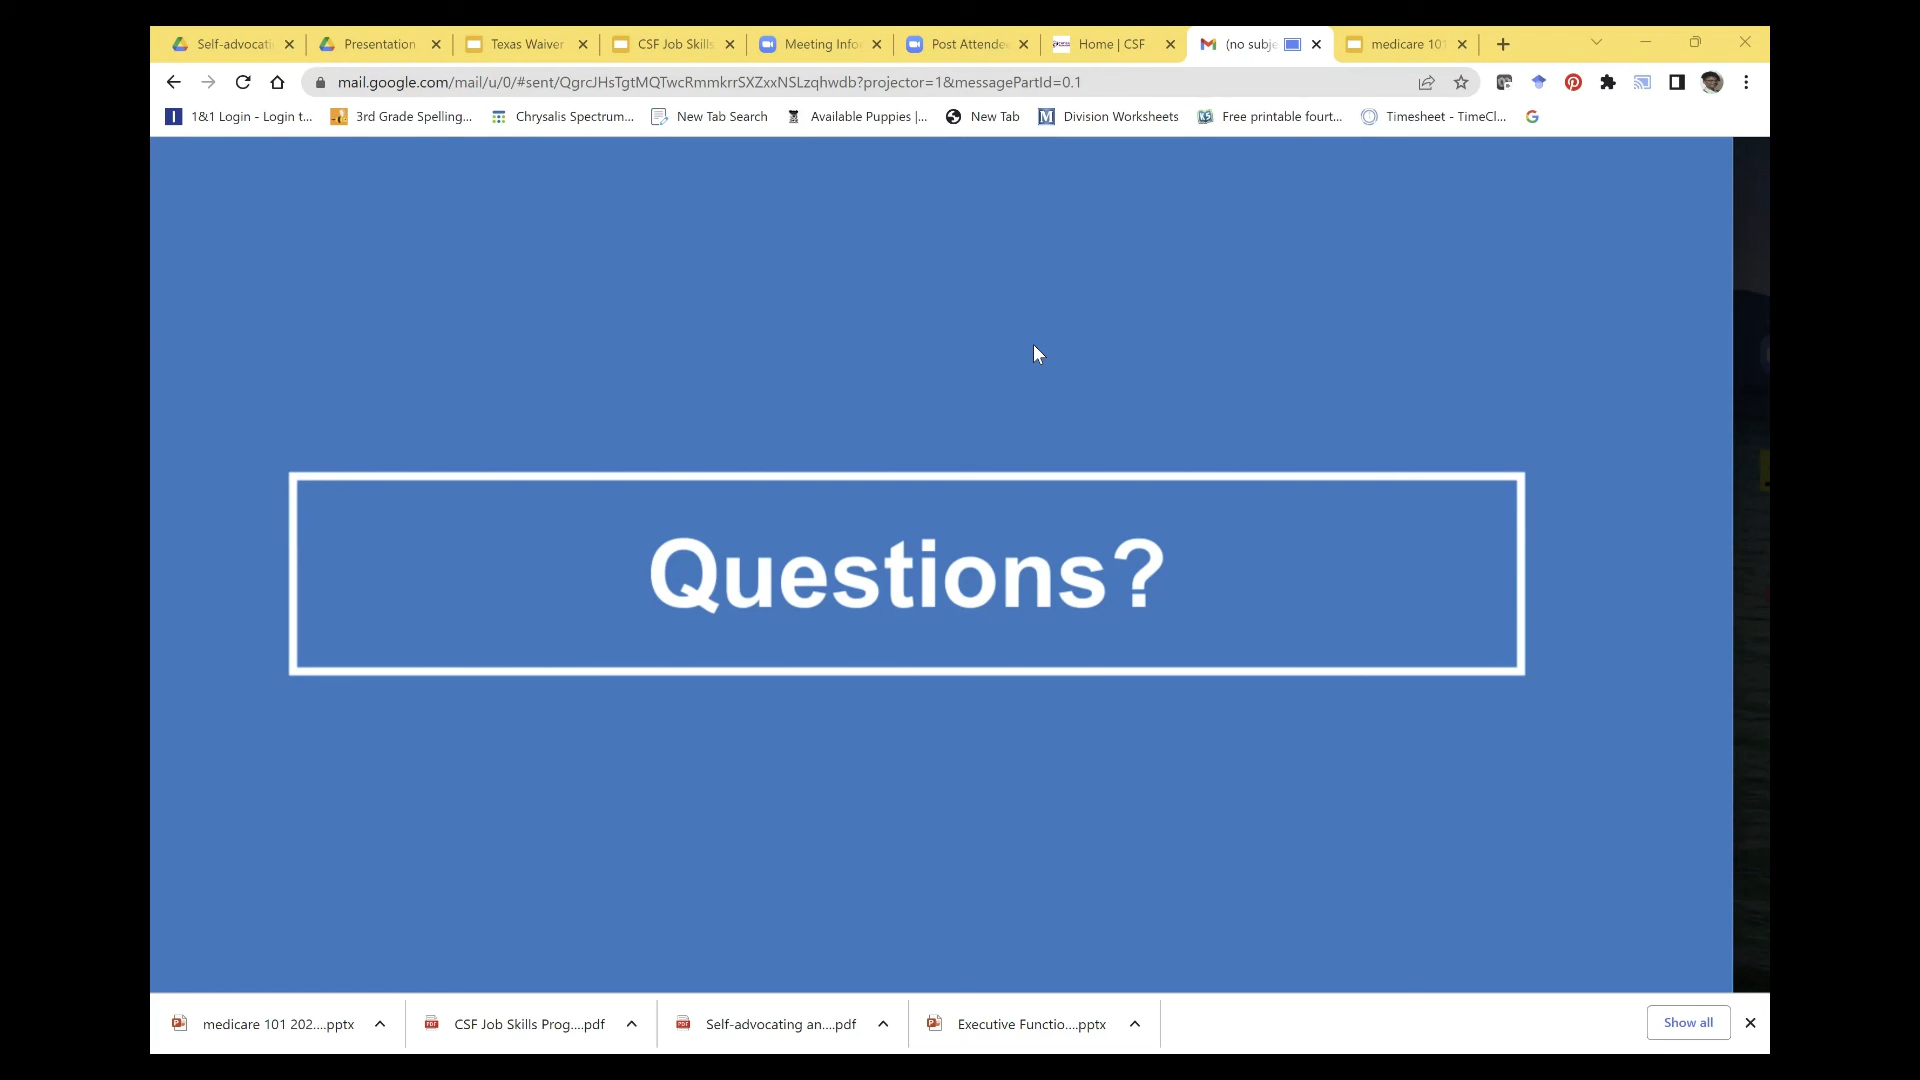 Self-advocati
Presentation
Texas Waiver
CSF Job Skills
Meeting Info
Post Attende
Home | CSF
(no subje
medicare 101
mail.google.com/mail/u/0/#sent/QgrcJHsTgtMQTwcRmmkrrSXZxxNSLzqhwdb?projector=1&messagePartId=0.1
1&1 Login - Login t...
3rd Grade Spelling...
Chrysalis Spectrum...
New Tab Search
Available Puppies |...
New Tab
Division Worksheets
Free printable fourt...
Timesheet - TimeCl...
Questions?
medicare 101 202....pptx
CSF Job Skills Prog....pdf
Self-advocating an....pdf
Executive Functio....pptx
Show all